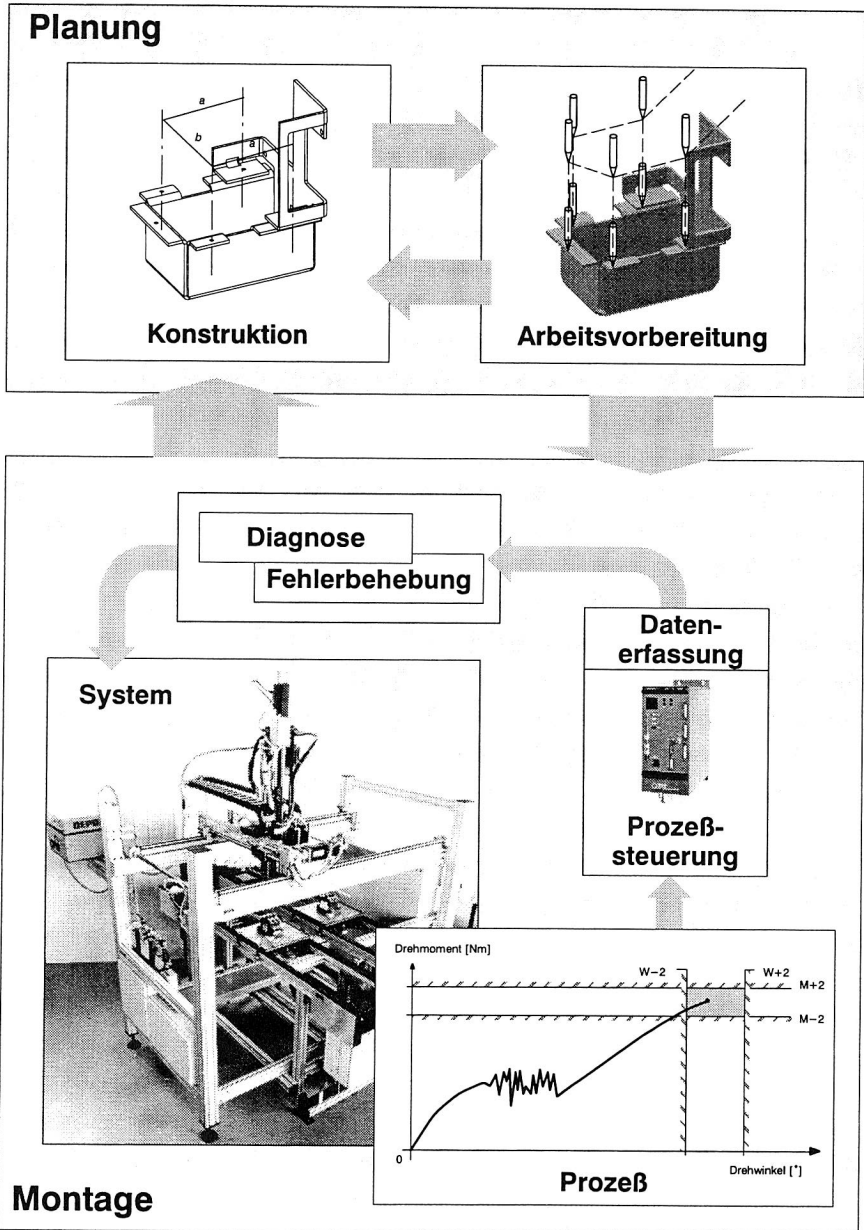 Planung
a
b
a
Konstruktion
Arbeitsvorbereitung
Diagnose
Fehlerbehebung
Daten-
erfassung
System
Prozeß-
steuerung
Drehmoment [Nm]
W−2
W+2
M+2
M−2
0
Drehwinkel [°]
Prozeß
Montage